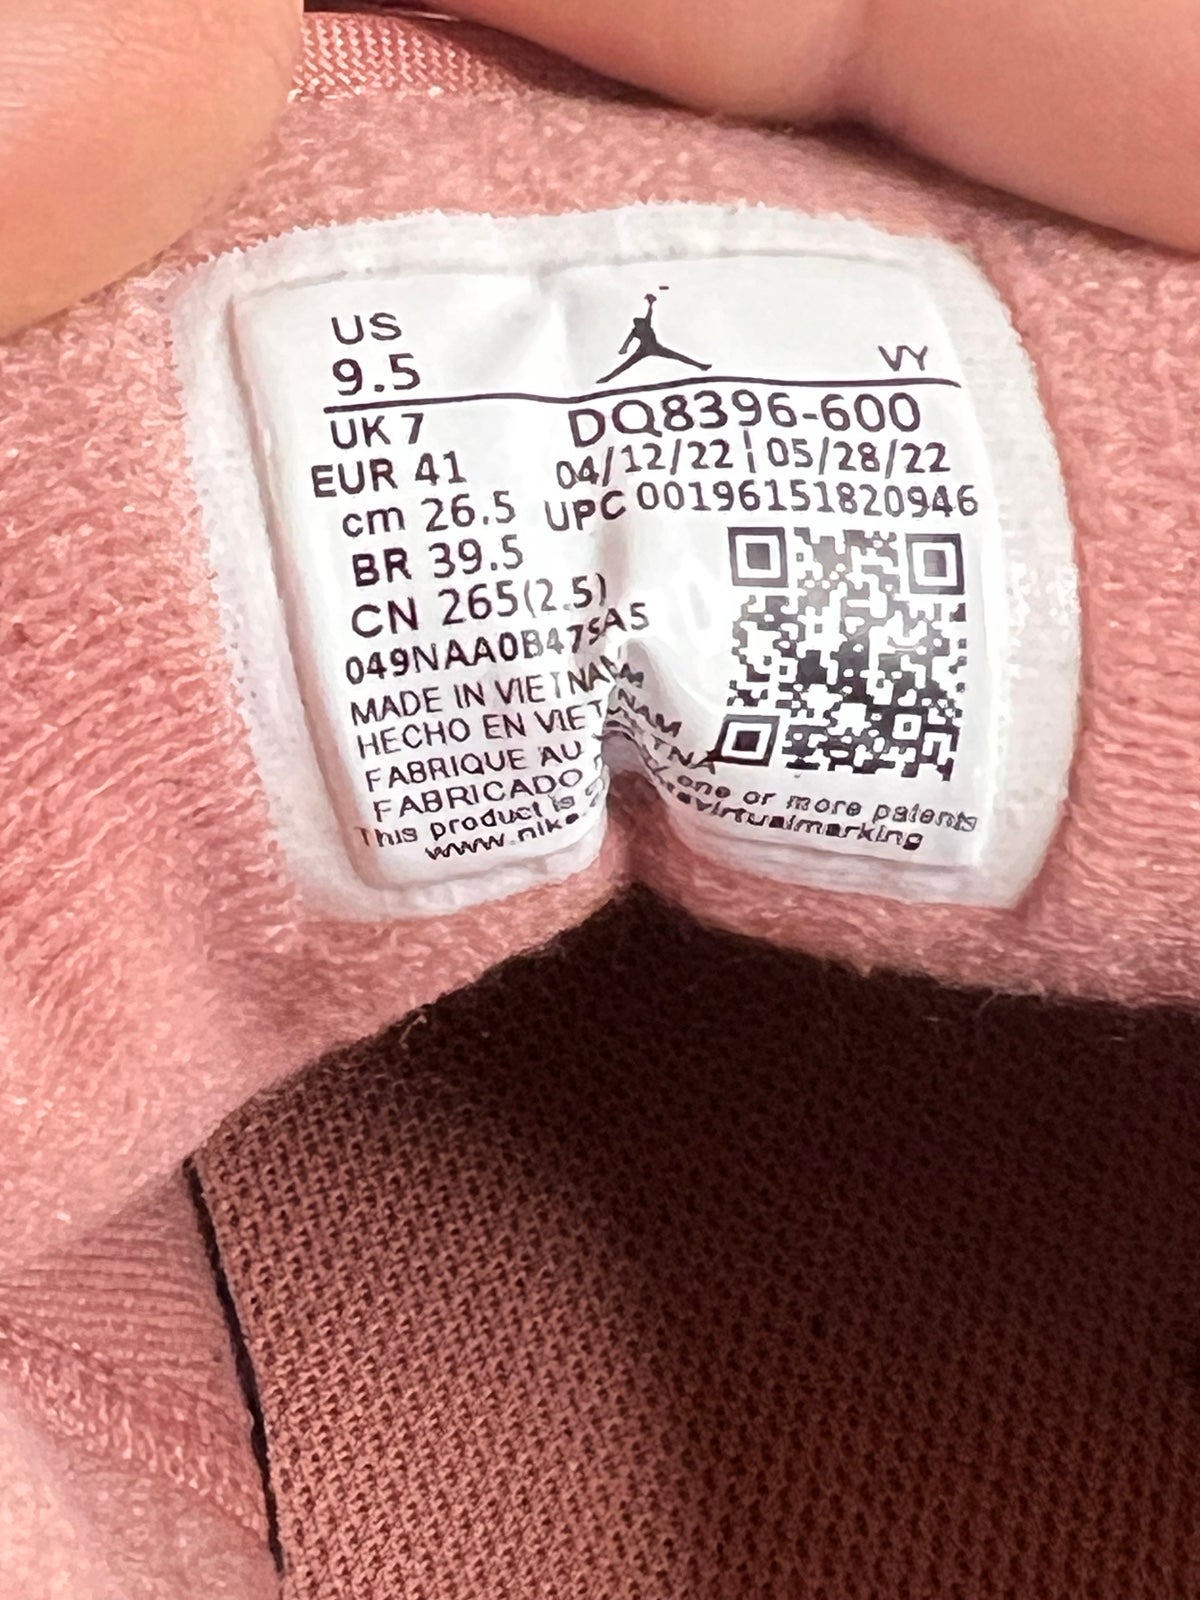 US
9.5
VY
UK 7
DQ8396-600
EUR 41
04/12/22 | 05/28/22
cm 26.5
UPC 00196151820946
BR 39.5
CN 265(2.5)
049NAA0B47SA5
MADE IN VIETNAM
HECHO EN VIETNAM
FABRIQUE AU VIETNAM
FABRICADO
This product is one or more patents
www.nike. virtualmarking